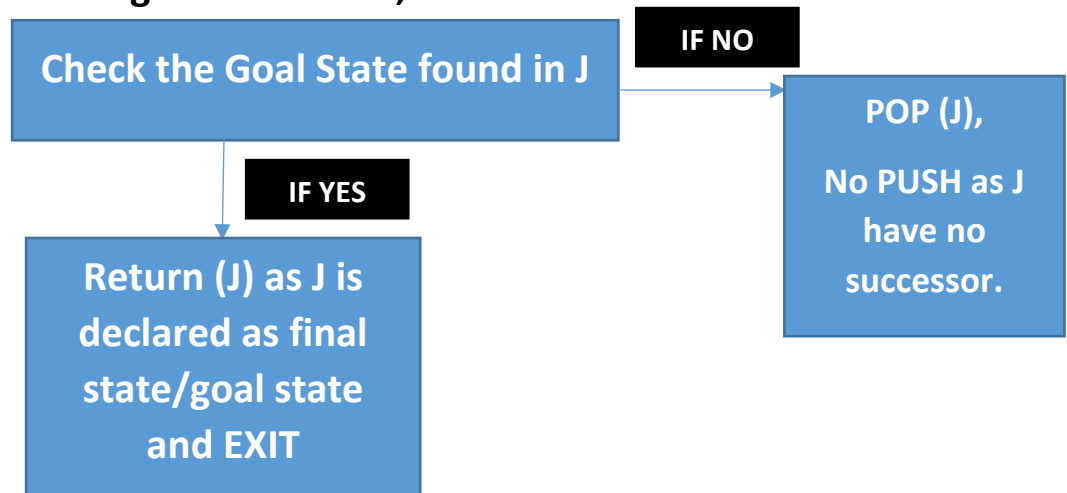 Check the Goal State found in J
IF NO
POP (J),
No PUSH as J
have no
successor.
IF YES
Return (J) as J is
declared as final
state/goal state
and EXIT